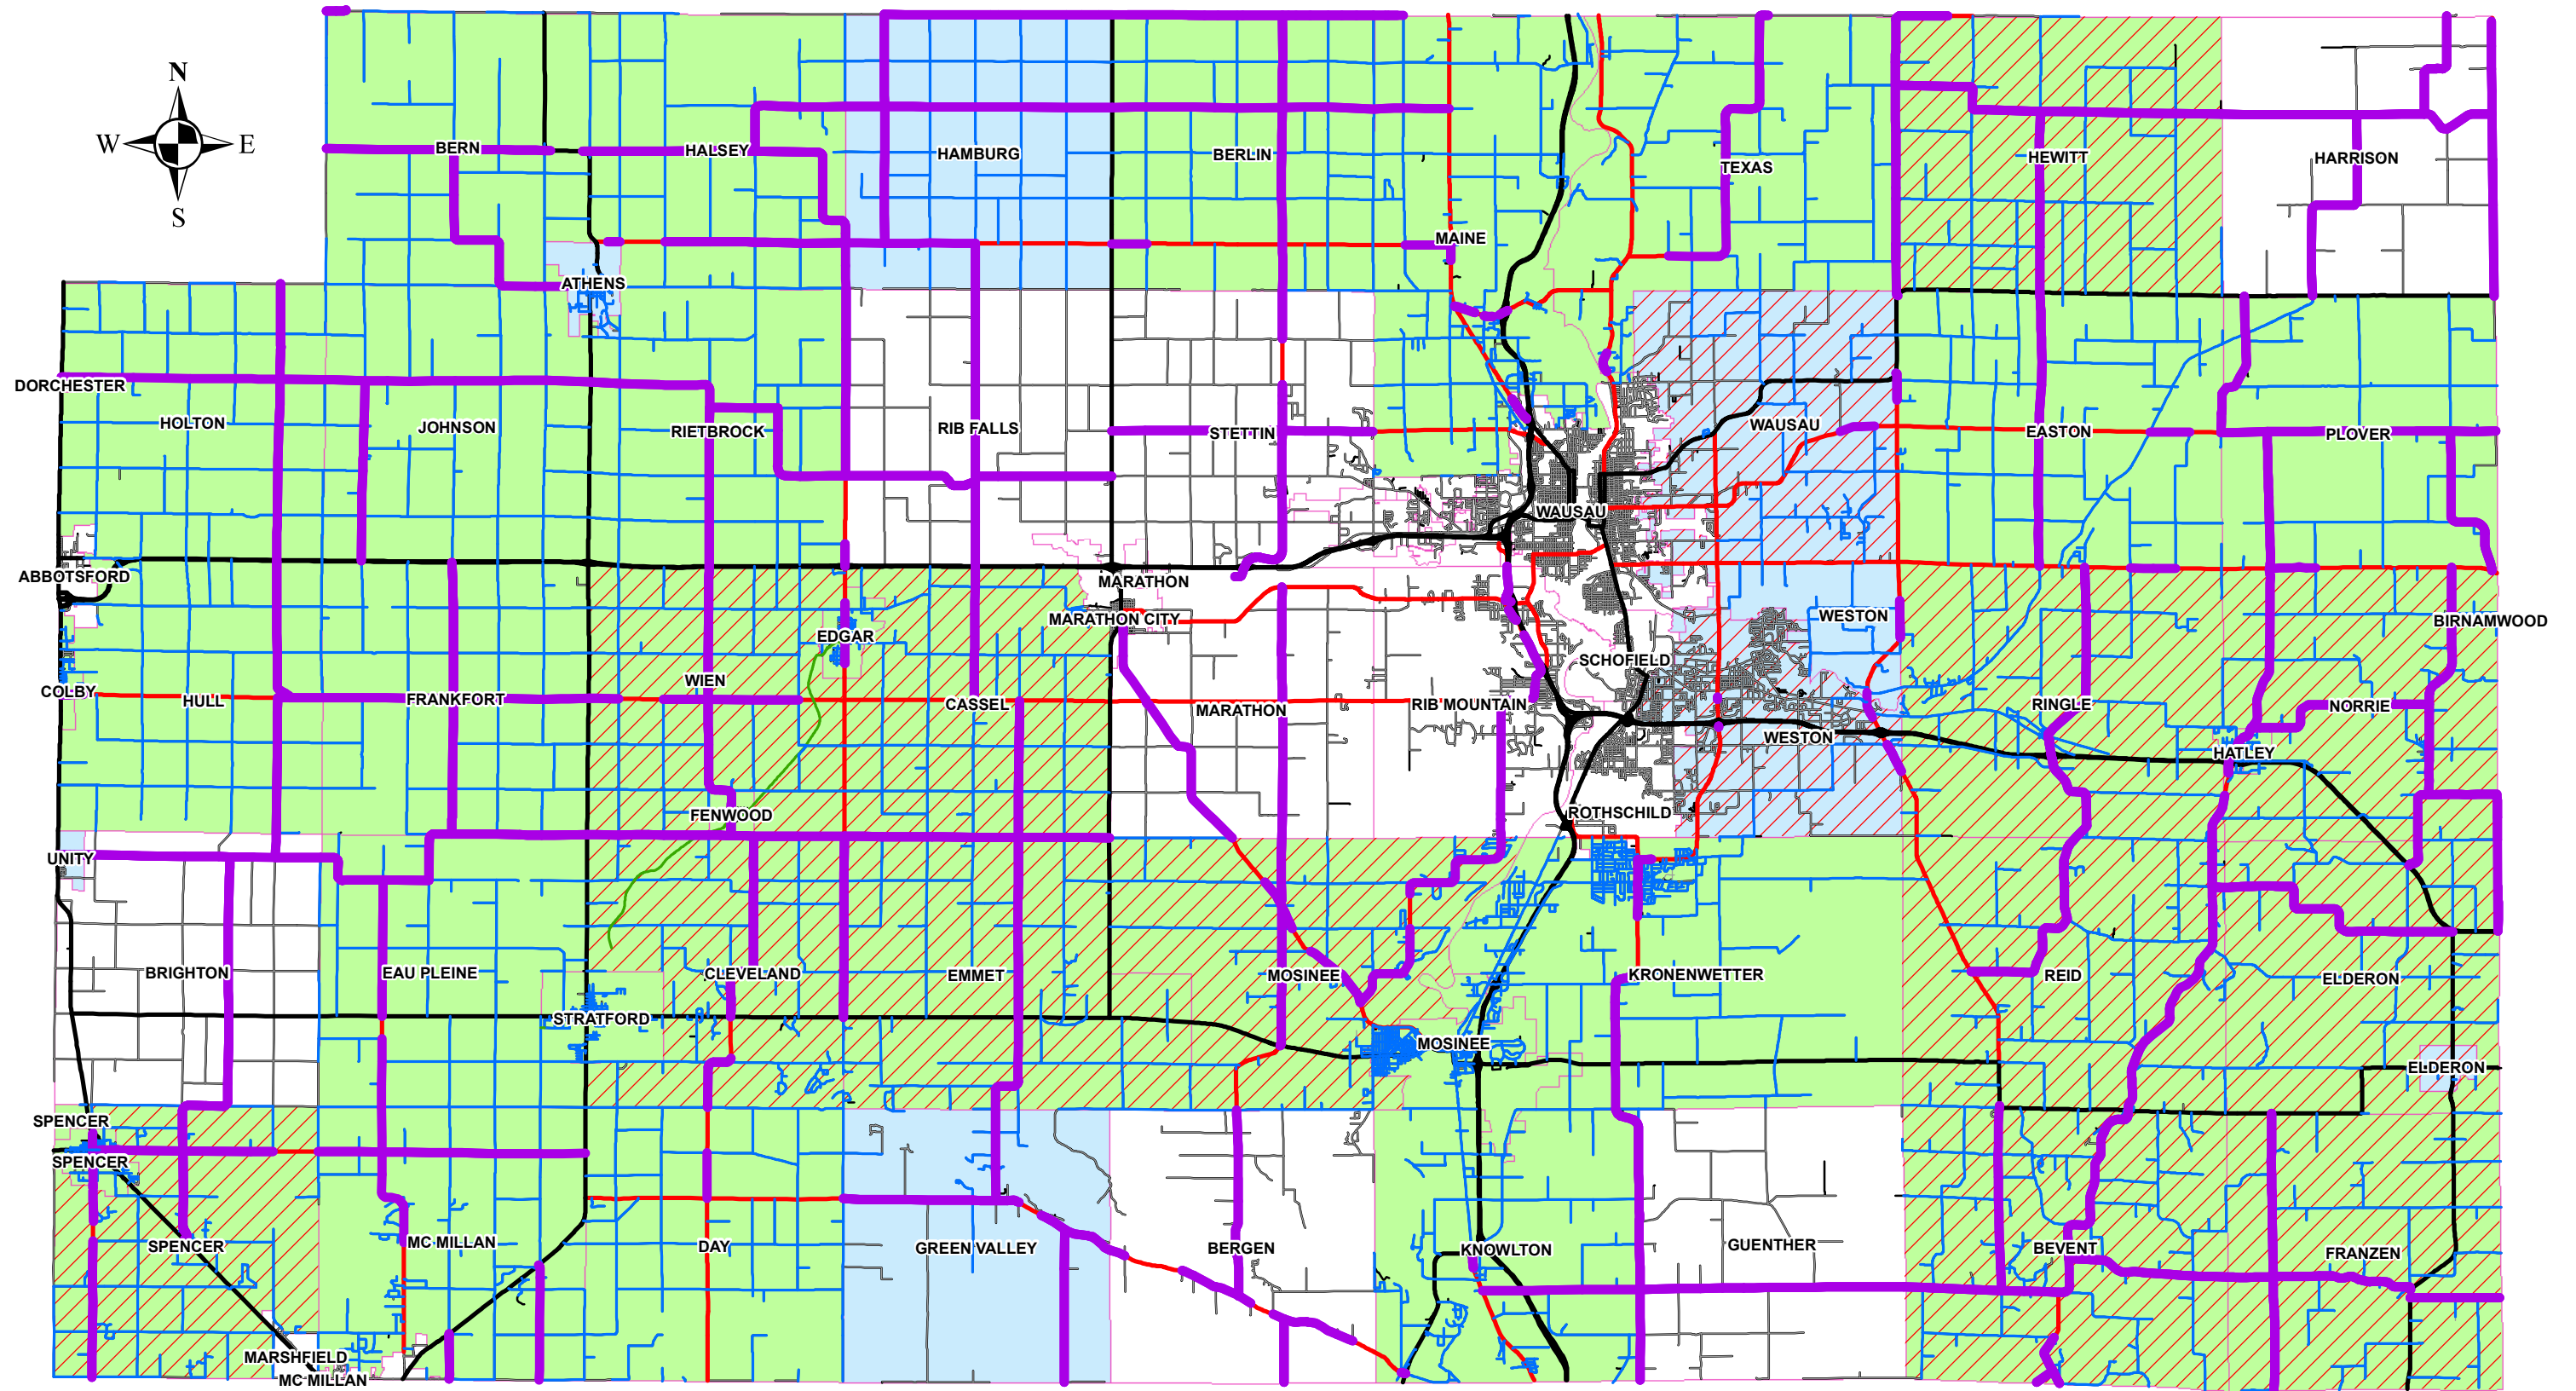 N
W E
S
BERN
HALSEY
HAMBURG
BERLIN
TEXAS
HEWITT
HARRISON
MAINE
ATHENS
DORCHESTER
HOLTON
JOHNSON
RIETBROCK
RIB FALLS
STETTIN
WAUSAU
EASTON
PLOVER
WAUSAU
ABBOTSFORD
MARATHON
MARATHON CITY
WESTON
BIRNAMWOOD
EDGAR
SCHOFIELD
COLBY
HULL
FRANKFORT
WIEN
CASSEL
MARATHON
RIB MOUNTAIN
RINGLE
NORRIE
WESTON
HATLEY
FENWOOD
ROTHSCHILD
UNITY
BRIGHTON
EAU PLEINE
CLEVELAND
EMMET
MOSINEE
KRONENWETTER
REID
ELDERON
STRATFORD
MOSINEE
ELDERON
SPENCER
SPENCER
SPENCER
MC MILLAN
DAY
GREEN VALLEY
BERGEN
KNOWLTON
GUENTHER
BEVENT
FRANZEN
MARSHFIELD
MC MILLAN